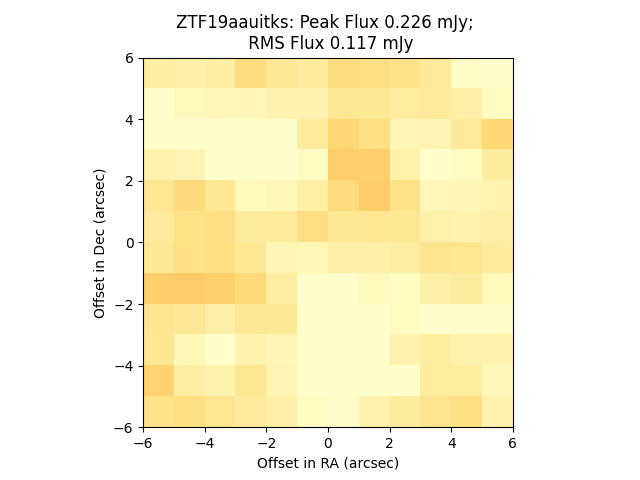 ZTF19aauitks: Peak Flux 0.226 mJy;
RMS Flux 0.117 mJy
6
4
2
0
−2
−4
−6
Offset in Dec (arcsec)
−6 −4 −2 0 2 4 6
Offset in RA (arcsec)